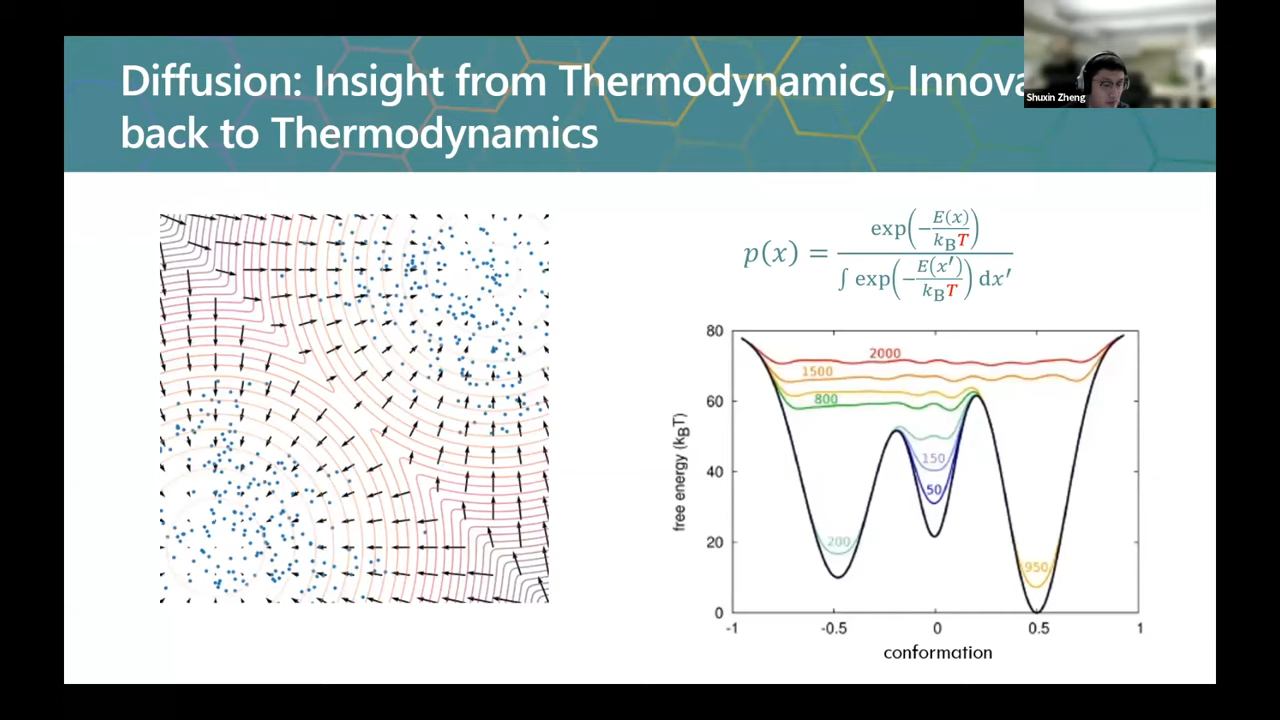 Diffusion: Insight from Thermodynamics, Innova
back to Thermodynamics
Shuxin Zheng
p(x) = exp(−E(x)/k_BT) / ∫ exp(−E(x′)/k_BT) dx′
80
60
40
20
0
free energy (k_BT)
2000
1500
800
150
50
200
950
-1
-0.5
0
0.5
1
conformation